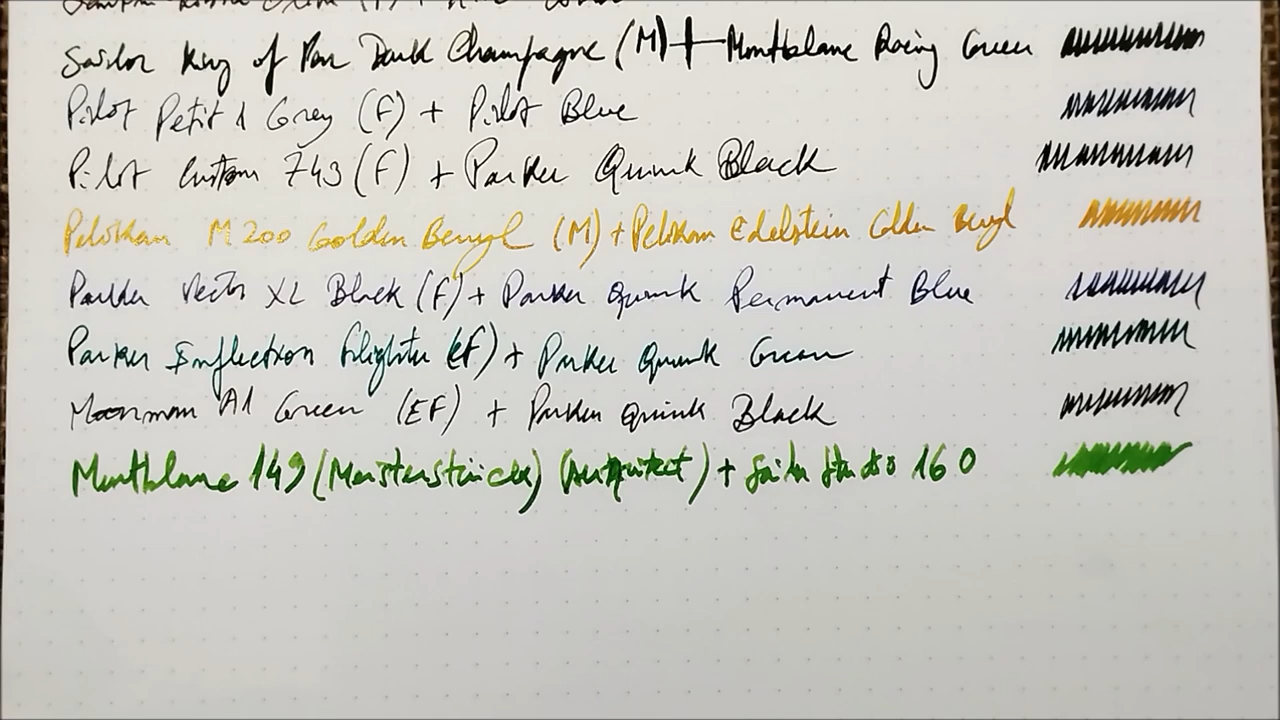 Sailor King of Pen Dark Champagne (M) + Montblanc Racing Green
Pilot Petit 1 Grey (F) + Pilot Blue
Pilot Custom 743 (F) + Parker Quink Black
Pelikan M200 Golden Beryl (M) + Pelikan Edelstein Golden Beryl
Parker Vector XL Black (F) + Parker Quink Permanent Blue
Parker Inflection Flighter (EF) + Parker Quink Green
Moonman A1 Green (EF) + Parker Quink Black
Montblanc 149 (Meisterstück) (Architect) + Sailor Studio 160